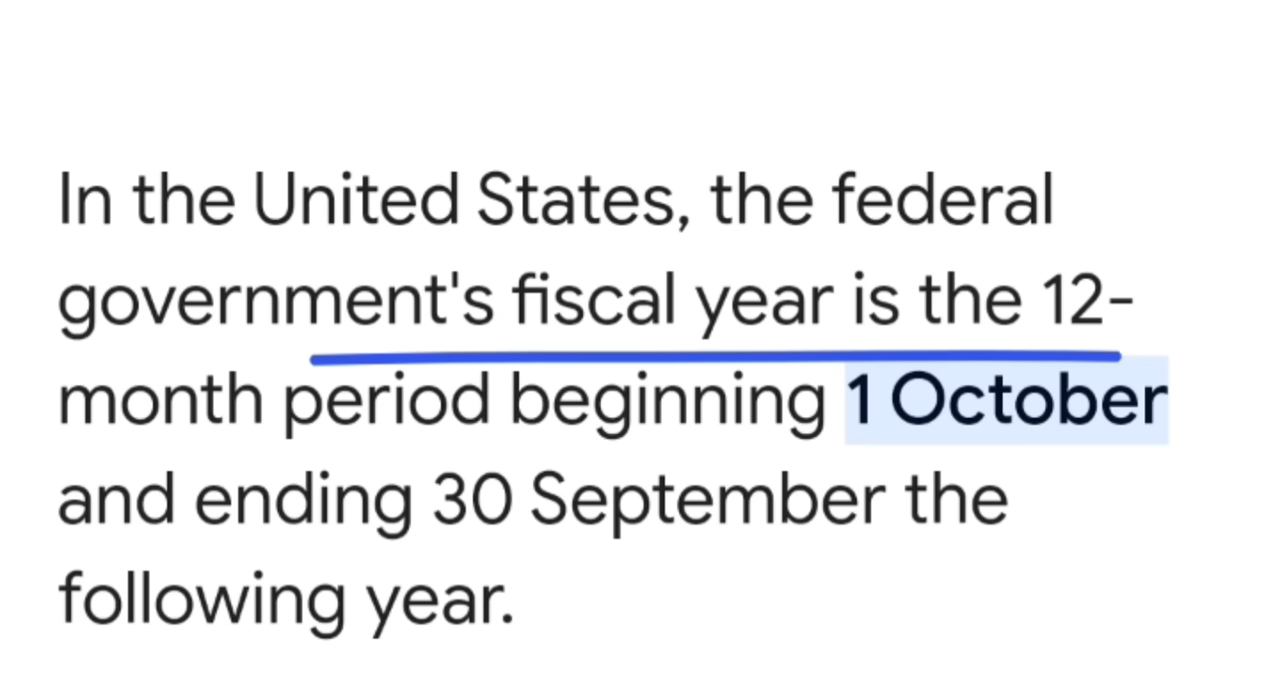 In the United States, the federal
government's fiscal year is the 12-
month period beginning 1 October
and ending 30 September the
following year.